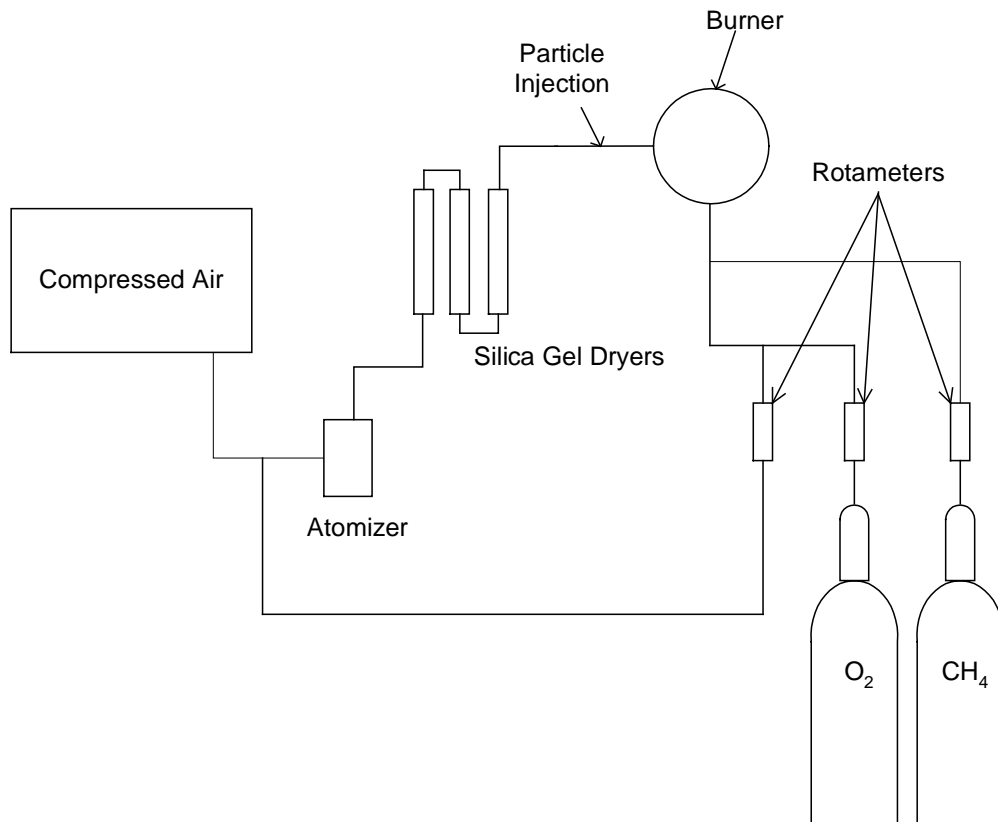 Burner
Particle
Injection
Rotameters
Compressed Air
Silica Gel Dryers
Atomizer
O₂
CH₄